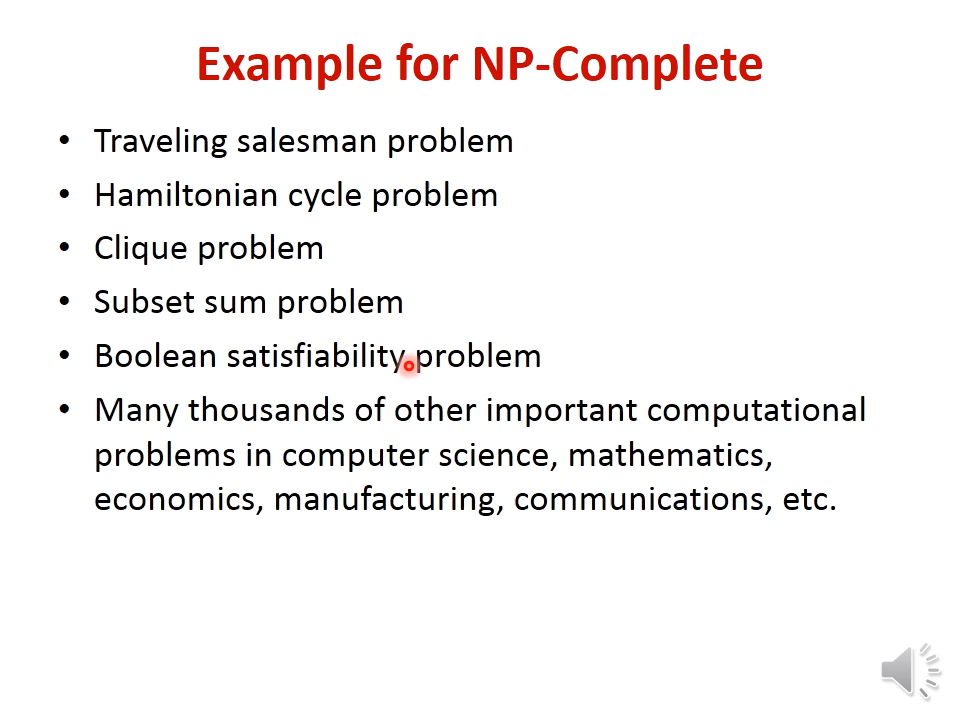 Example for NP-Complete
• Traveling salesman problem
• Hamiltonian cycle problem
• Clique problem
• Subset sum problem
• Boolean satisfiability problem
• Many thousands of other important computational
problems in computer science, mathematics,
economics, manufacturing, communications, etc.